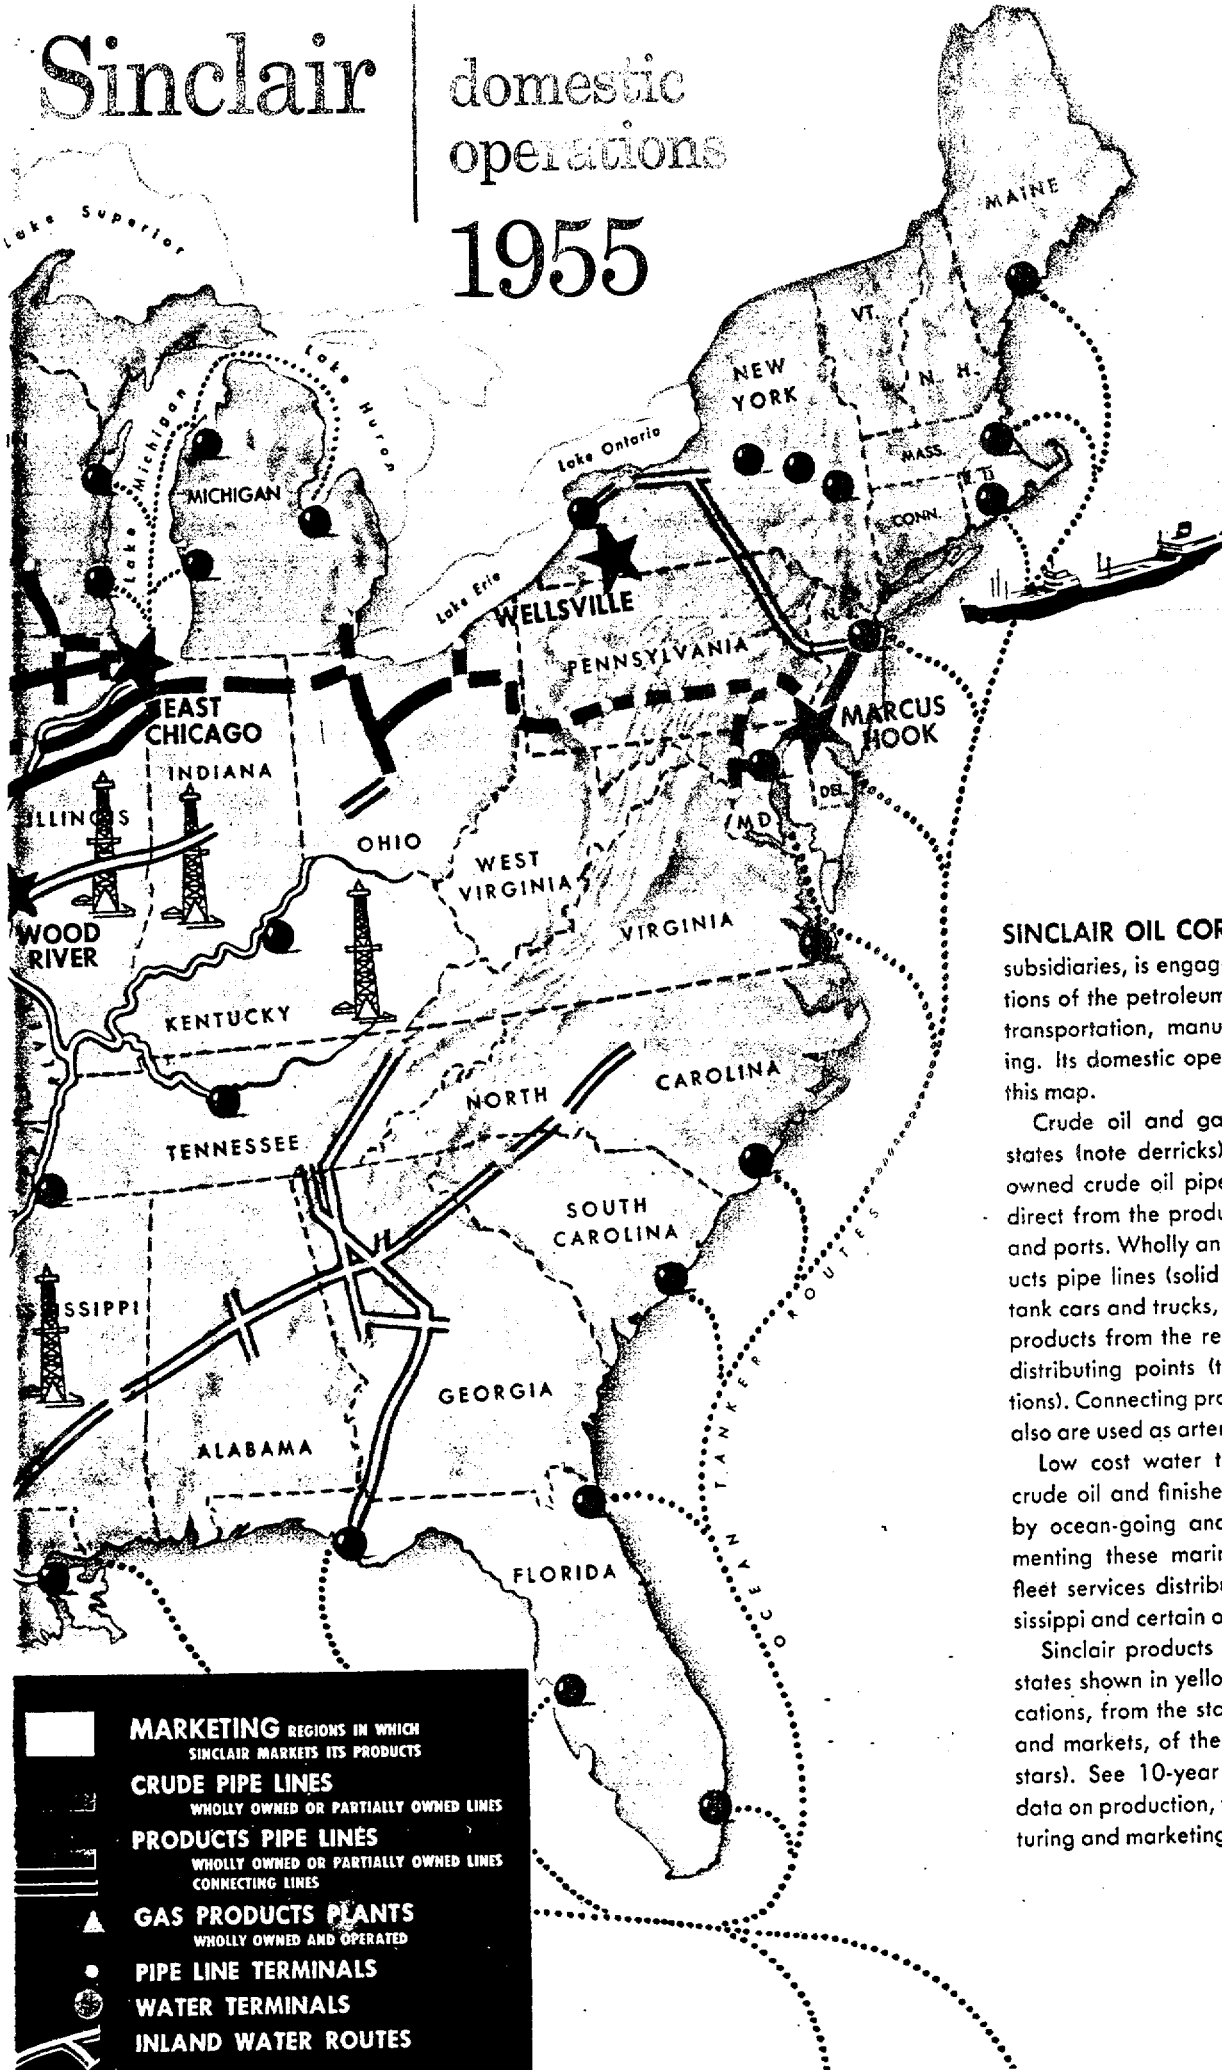 Sinclair
domestic
operations
1955
Lake Superior
MAINE
VT.
N. H.
NEW
YORK
MASS.
CONN.
Lake Michigan
Lake Huron
MICHIGAN
Lake Ontario
Lake Erie
WELLSVILLE
PENNSYLVANIA
EAST
CHICAGO
MARCUS
HOOK
INDIANA
ILLINOIS
OHIO
DEL.
MD
WEST
VIRGINIA
VIRGINIA
WOOD
RIVER
KENTUCKY
NORTH CAROLINA
TENNESSEE
SOUTH
CAROLINA
SSIPPI
GEORGIA
ALABAMA
FLORIDA
OCEAN TANKER ROUTES
SINCLAIR OIL COR
subsidiaries, is engag
tions of the petroleum
transportation, manu
ing. Its domestic ope
this map.
Crude oil and ga
states (note derricks)
owned crude oil pipe
direct from the produ
and ports. Wholly an
ucts pipe lines (solid
tank cars and trucks,
products from the re
distributing points (t
tions). Connecting pro
also are used as arter
Low cost water t
crude oil and finishe
by ocean-going and
menting these marin
fleet services distribu
sissippi and certain o
Sinclair products
states shown in yello
cations, from the sta
and markets, of the
stars). See 10-year
data on production,
turing and marketing
MARKETING REGIONS IN WHICH
SINCLAIR MARKETS ITS PRODUCTS
CRUDE PIPE LINES
WHOLLY OWNED OR PARTIALLY OWNED LINES
PRODUCTS PIPE LINES
WHOLLY OWNED OR PARTIALLY OWNED LINES
CONNECTING LINES
GAS PRODUCTS PLANTS
WHOLLY OWNED AND OPERATED
PIPE LINE TERMINALS
WATER TERMINALS
INLAND WATER ROUTES